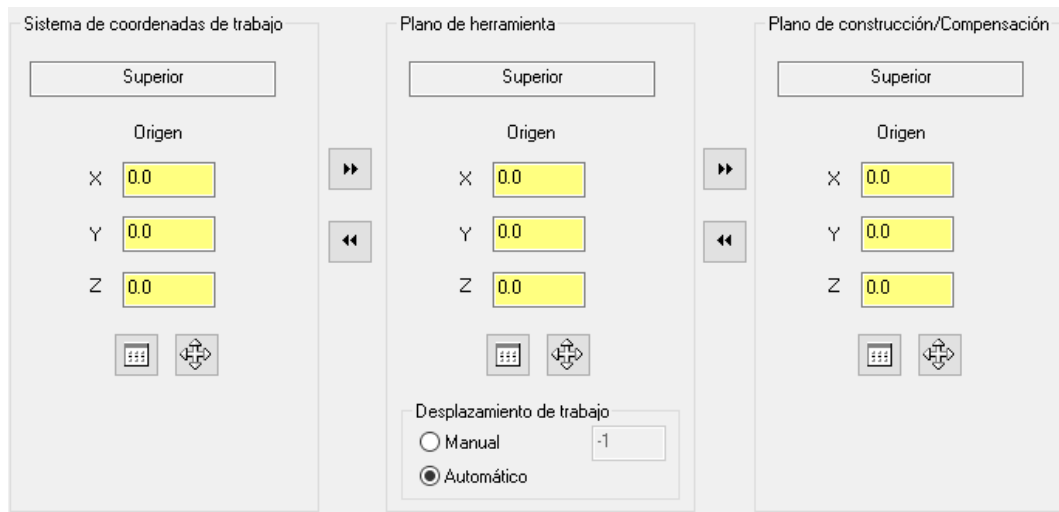 Sistema de coordenadas de trabajo
Superior
Origen
X 0.0
Y 0.0
Z 0.0
Plano de herramienta
Superior
Origen
X 0.0
Y 0.0
Z 0.0
Desplazamiento de trabajo
Manual -1
Automático
Plano de construcción/Compensación
Superior
Origen
X 0.0
Y 0.0
Z 0.0